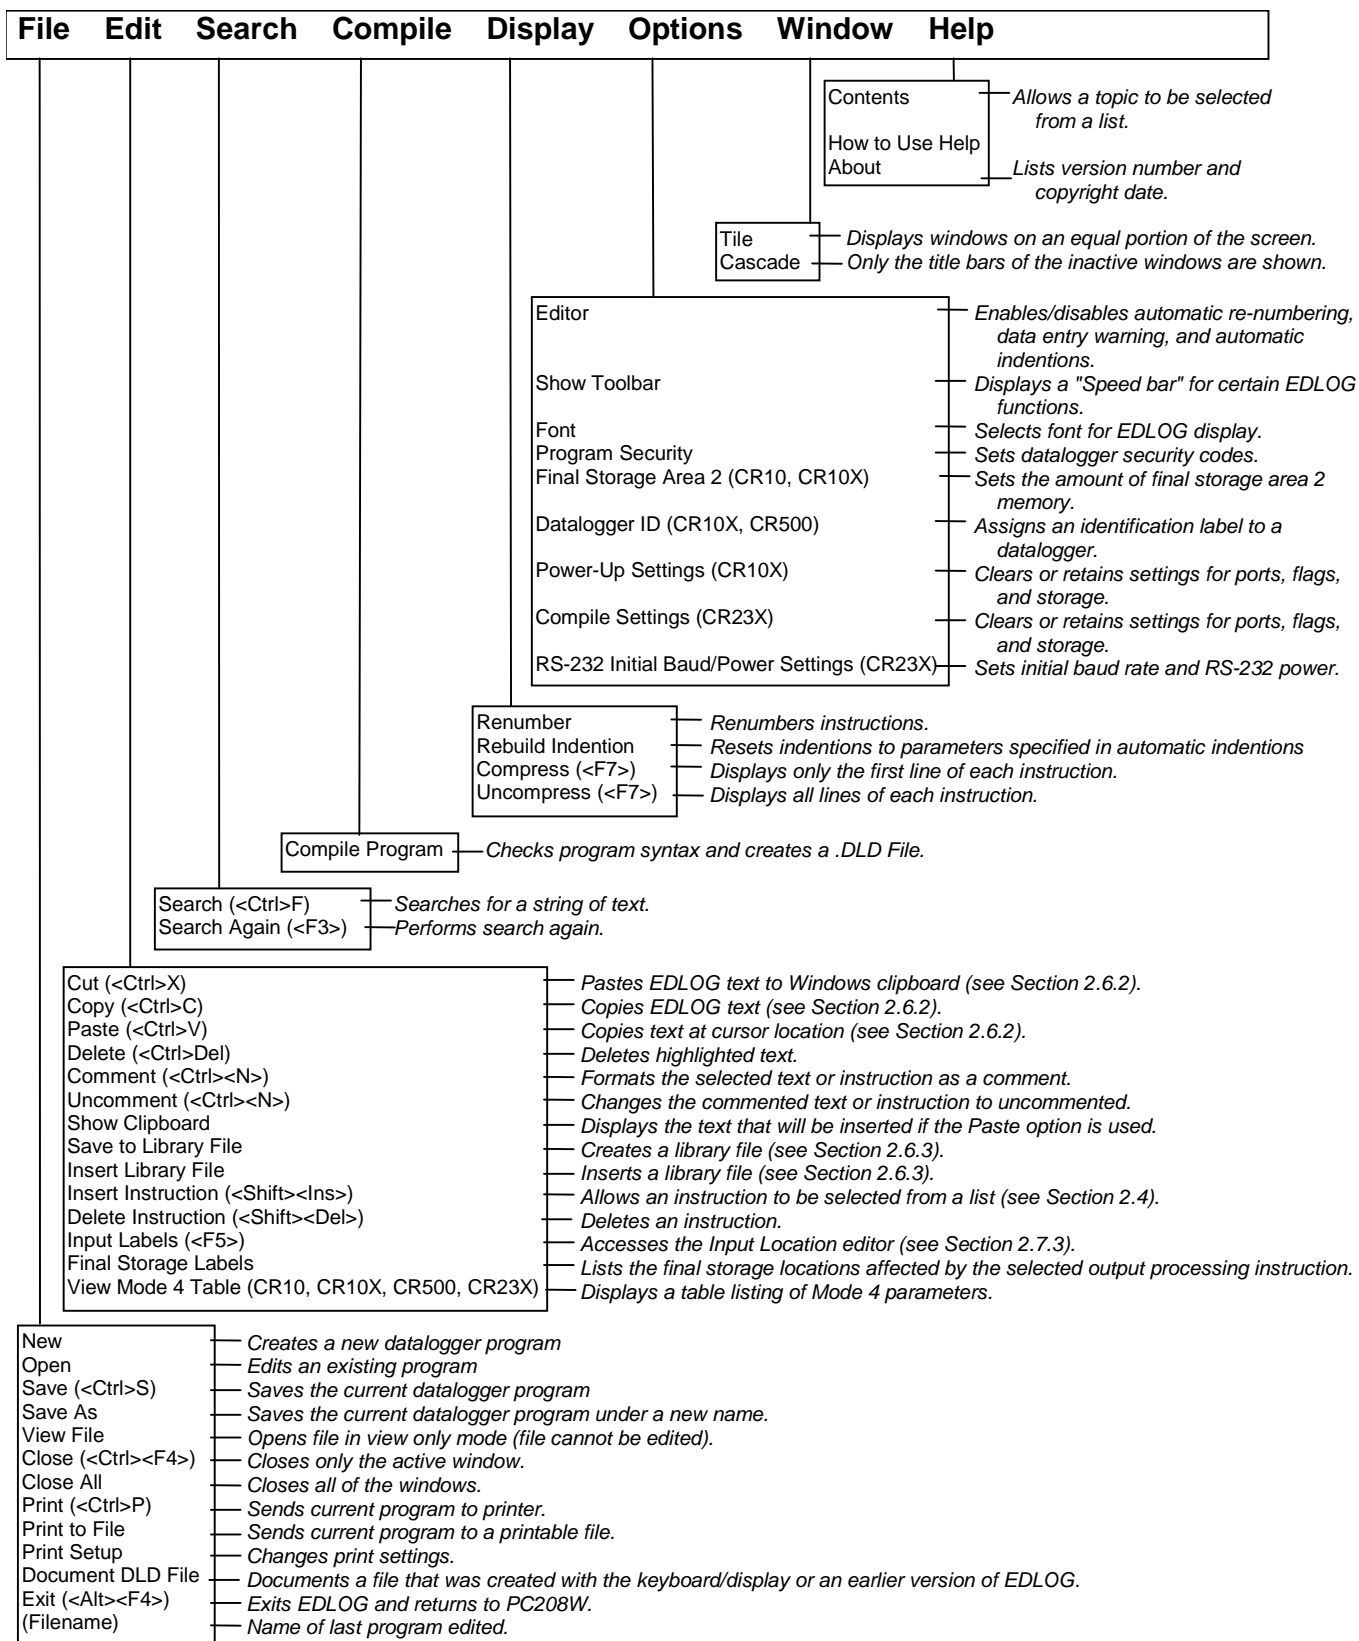 File Edit Search Compile Display Options Window Help
Contents Allows a topic to be selected
from a list.
How to Use Help
About Lists version number and
copyright date.
Tile Displays windows on an equal portion of the screen.
Cascade Only the title bars of the inactive windows are shown.
Editor Enables/disables automatic re-numbering,
data entry warning, and automatic
indentions.
Show Toolbar Displays a "Speed bar" for certain EDLOG
functions.
Font Selects font for EDLOG display.
Program Security Sets datalogger security codes.
Final Storage Area 2 (CR10, CR10X) Sets the amount of final storage area 2
memory.
Datalogger ID (CR10X, CR500) Assigns an identification label to a
datalogger.
Power-Up Settings (CR10X) Clears or retains settings for ports, flags,
and storage.
Compile Settings (CR23X) Clears or retains settings for ports, flags,
and storage.
RS-232 Initial Baud/Power Settings (CR23X) Sets initial baud rate and RS-232 power.
Renumber Renumbers instructions.
Rebuild Indention Resets indentions to parameters specified in automatic indentions
Compress (<F7>) Displays only the first line of each instruction.
Uncompress (<F7>) Displays all lines of each instruction.
Compile Program Checks program syntax and creates a .DLD File.
Search (<Ctrl>F) Searches for a string of text.
Search Again (<F3>) Performs search again.
Cut (<Ctrl>X) Pastes EDLOG text to Windows clipboard (see Section 2.6.2).
Copy (<Ctrl>C) Copies EDLOG text (see Section 2.6.2).
Paste (<Ctrl>V) Copies text at cursor location (see Section 2.6.2).
Delete (<Ctrl>Del) Deletes highlighted text.
Comment (<Ctrl><N>) Formats the selected text or instruction as a comment.
Uncomment (<Ctrl><N>) Changes the commented text or instruction to uncommented.
Show Clipboard Displays the text that will be inserted if the Paste option is used.
Save to Library File Creates a library file (see Section 2.6.3).
Insert Library File Inserts a library file (see Section 2.6.3).
Insert Instruction (<Shift><Ins>) Allows an instruction to be selected from a list (see Section 2.4).
Delete Instruction (<Shift><Del>) Deletes an instruction.
Input Labels (<F5>) Accesses the Input Location editor (see Section 2.7.3).
Final Storage Labels Lists the final storage locations affected by the selected output processing instruction.
View Mode 4 Table (CR10, CR10X, CR500, CR23X) Displays a table listing of Mode 4 parameters.
New Creates a new datalogger program
Open Edits an existing program
Save (<Ctrl>S) Saves the current datalogger program
Save As Saves the current datalogger program under a new name.
View File Opens file in view only mode (file cannot be edited).
Close (<Ctrl><F4>) Closes only the active window.
Close All Closes all of the windows.
Print (<Ctrl>P) Sends current program to printer.
Print to File Sends current program to a printable file.
Print Setup Changes print settings.
Document DLD File Documents a file that was created with the keyboard/display or an earlier version of EDLOG.
Exit (<Alt><F4>) Exits EDLOG and returns to PC208W.
(Filename) Name of last program edited.